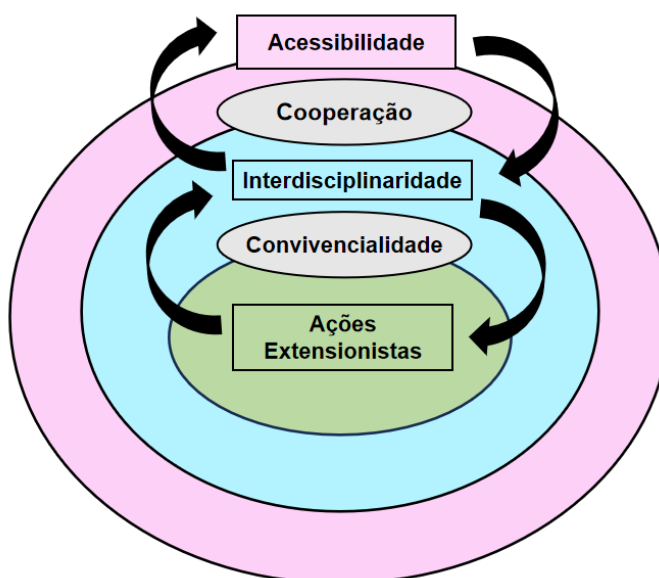 Acessibilidade
Cooperação
Interdisciplinaridade
Convivencialidade
Ações
Extensionistas